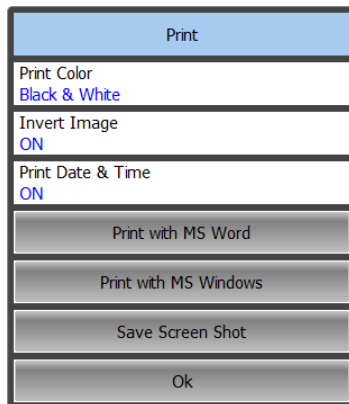 Print
Print Color
Black & White
Invert Image
ON
Print Date & Time
ON
Print with MS Word
Print with MS Windows
Save Screen Shot
Ok